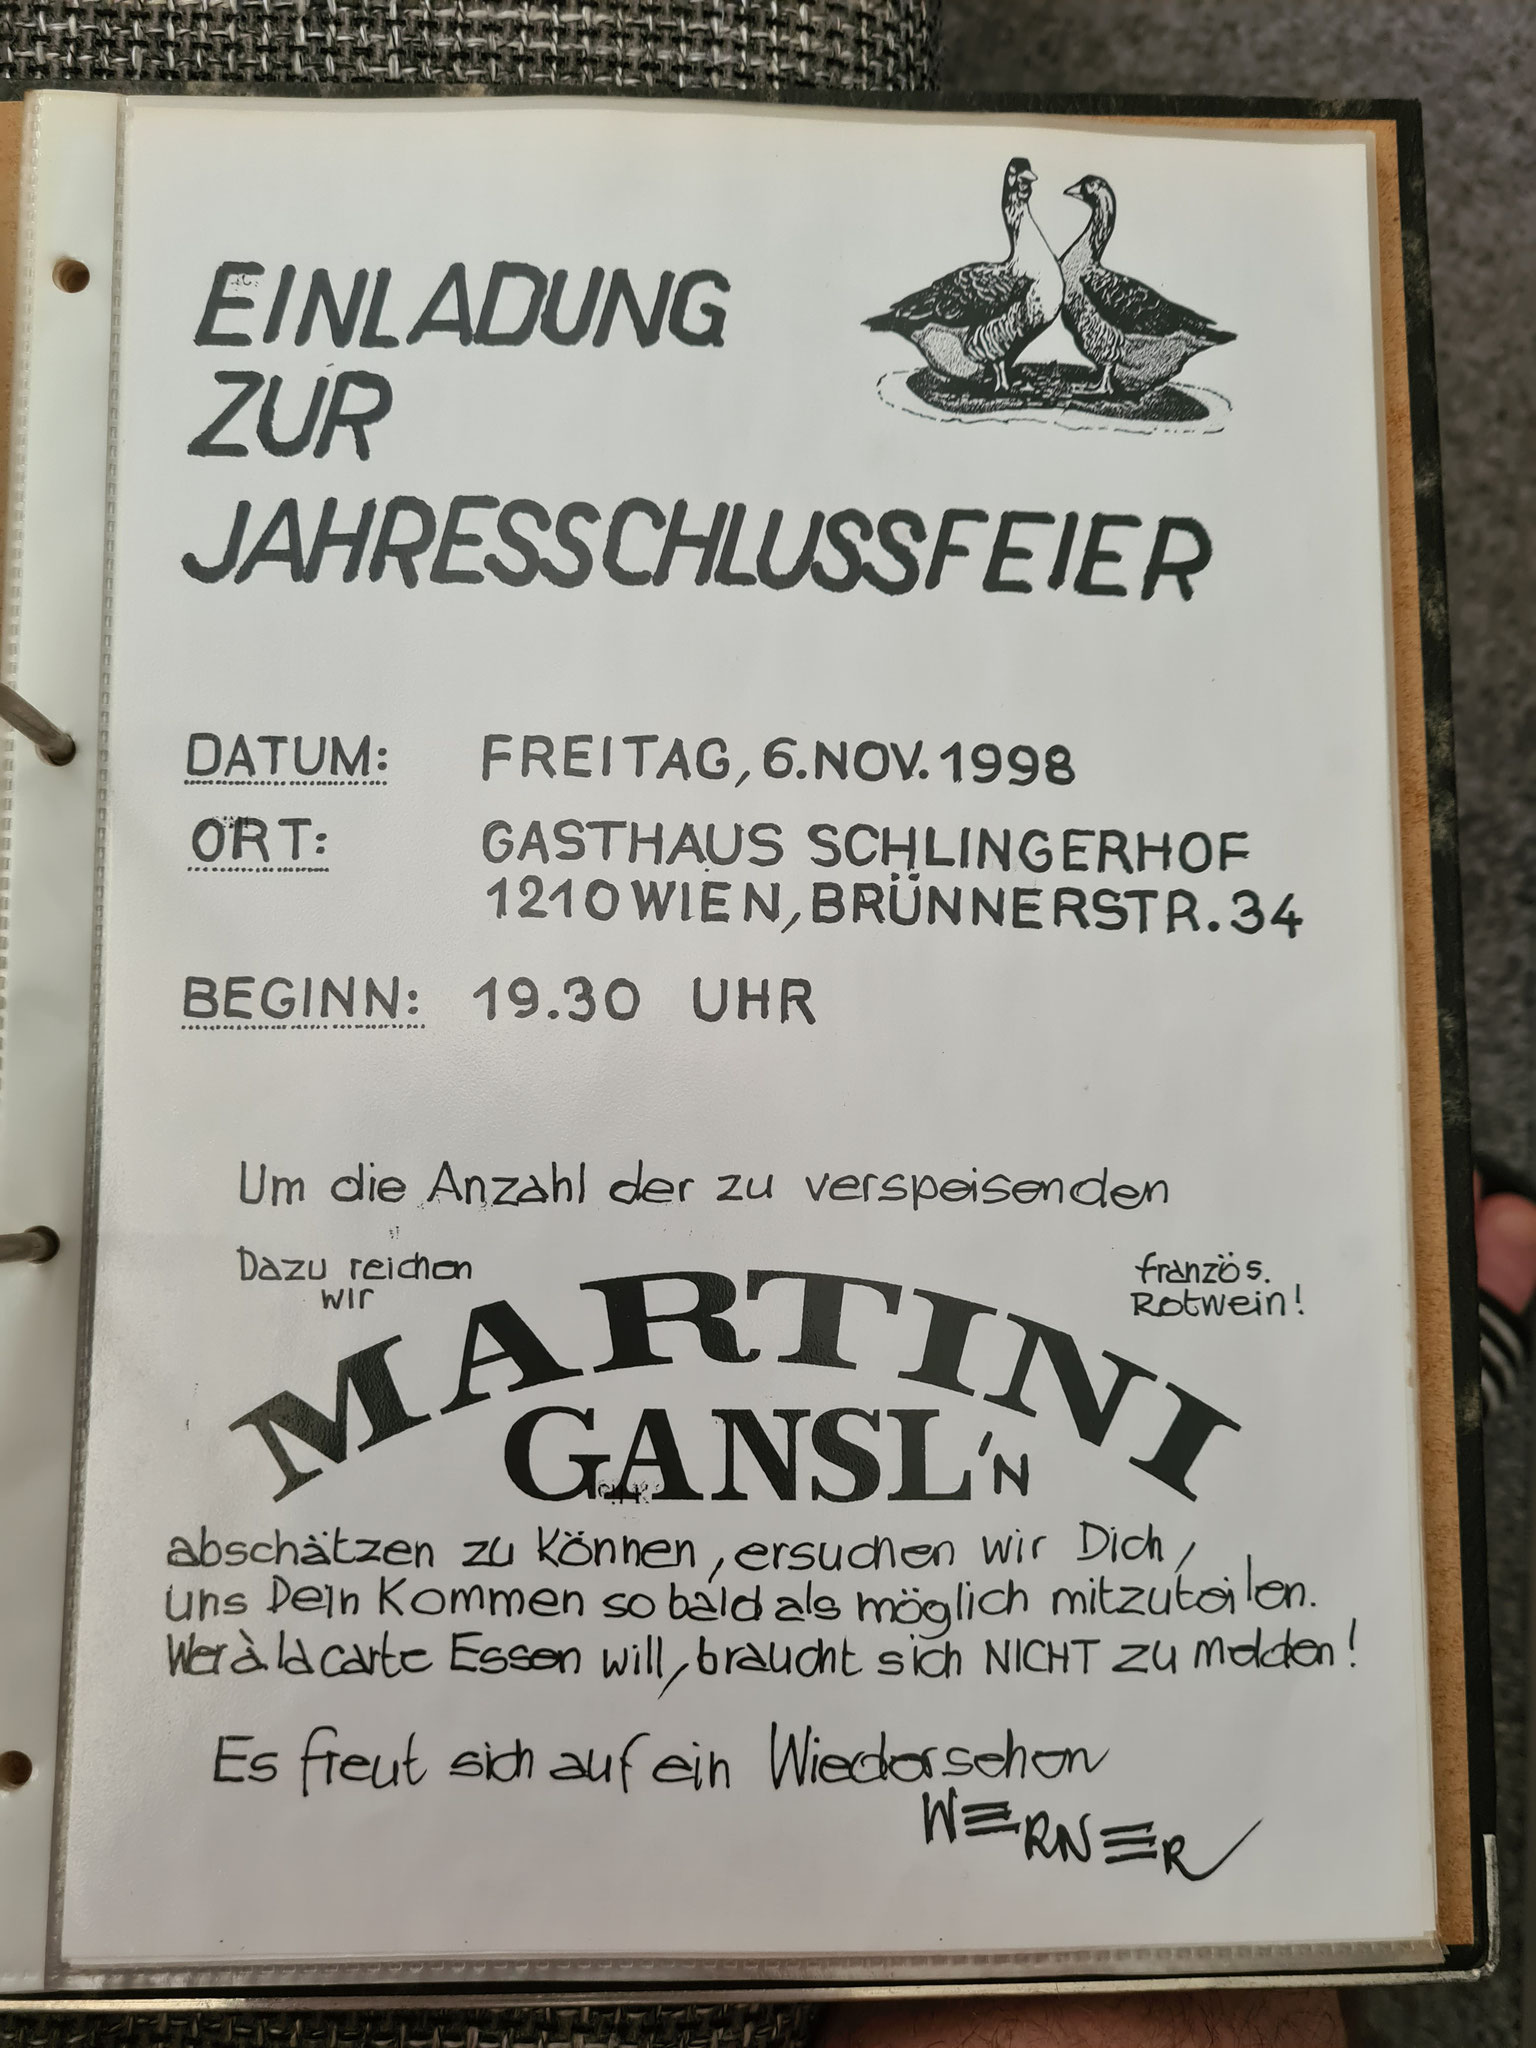 EINLADUNG
ZUR
JAHRESSCHLUSSFEIER
DATUM: FREITAG, 6.NOV.1998
ORT: GASTHAUS SCHLINGERHOF
1210 WIEN, BRÜNNERSTR.34
BEGINN: 19.30 UHR
Um die Anzahl der zu verspeisenden
Dazu reichen
wir
französ.
Rotwein!
MARTINI
GANSL'N
abschätzen zu können, ersuchen wir Dich,
uns Dein Kommen so bald als möglich mitzuteilen.
Wer à la carte Essen will, braucht sich NICHT zu melden!
Es freut sich auf ein Wiedersehen
WERNER